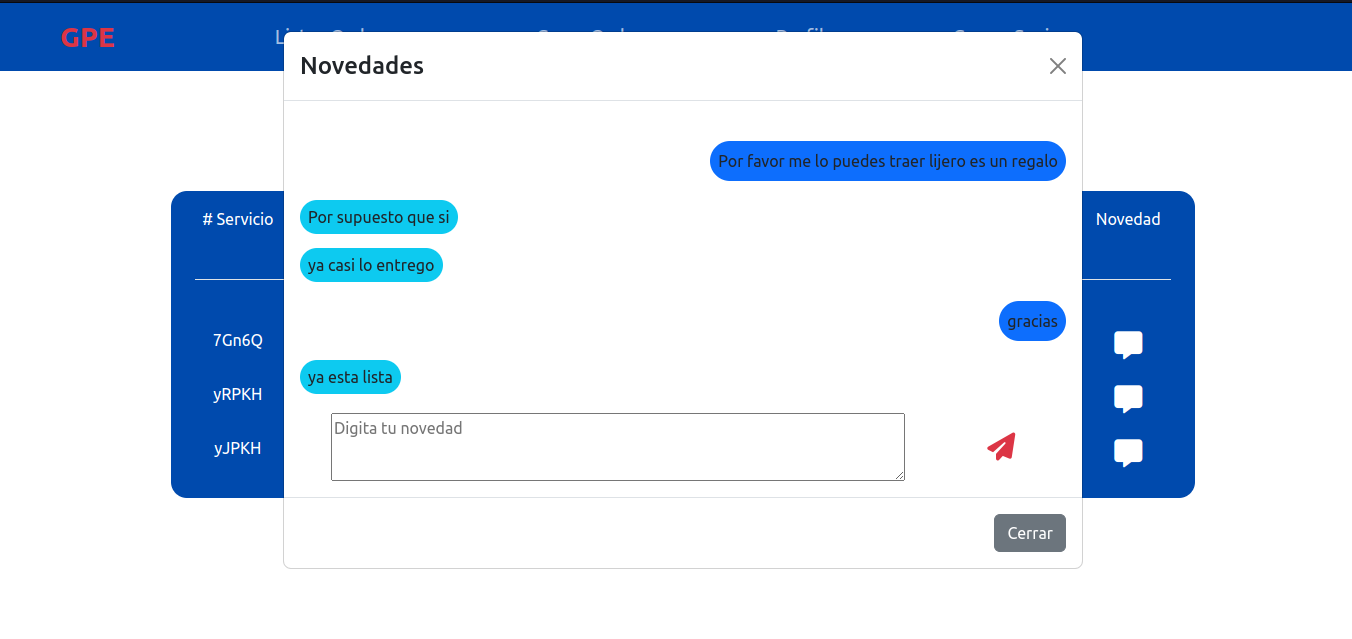 GPE
Novedades
Por favor me lo puedes traer lijero es un regalo
# Servicio
Por supuesto que si
Novedad
ya casi lo entrego
gracias
7Gn6Q
ya esta lista
yRPKH
Digita tu novedad
yJPKH
Cerrar